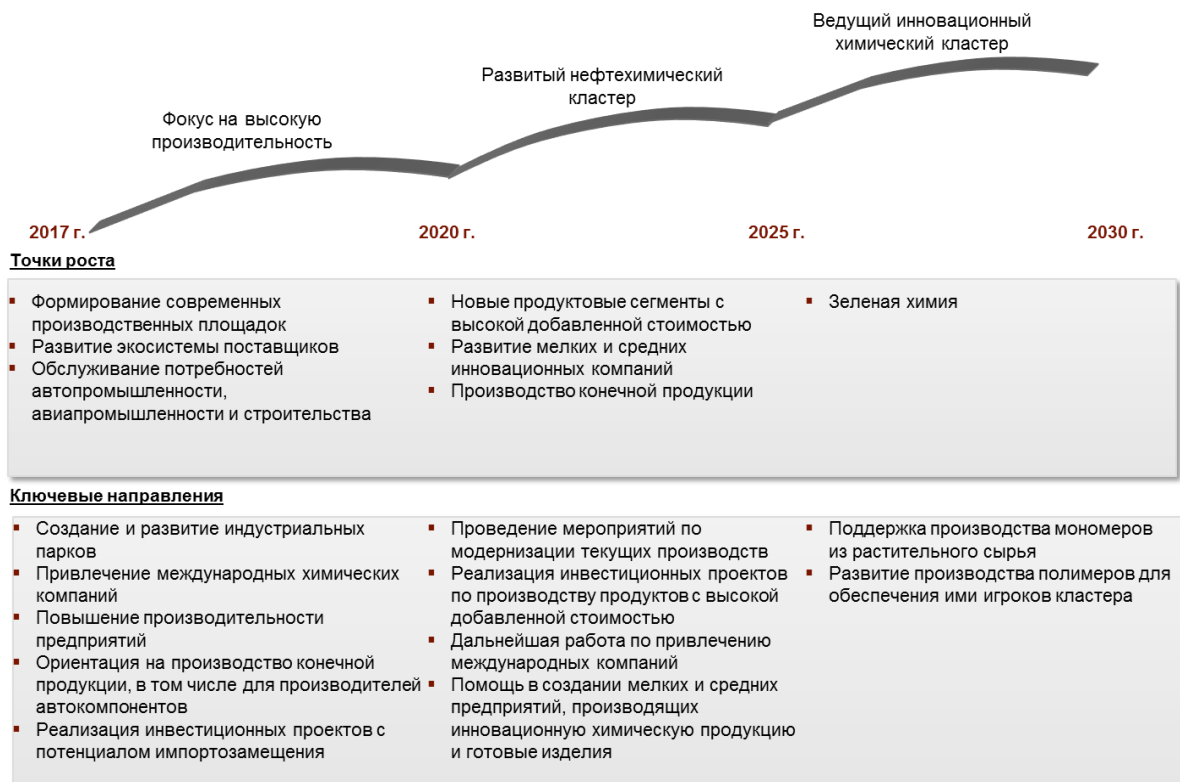 Ведущий инновационный
химический кластер
Развитый нефтехимический
кластер
Фокус на высокую
производительность
2017 г.
2020 г.
2025 г.
2030 г.
Точки роста
▪ Формирование современных
производственных площадок
▪ Развитие экосистемы поставщиков
▪ Обслуживание потребностей
автопромышленности,
авиапромышленности и строительства
▪ Новые продуктовые сегменты с
высокой добавленной стоимостью
▪ Развитие мелких и средних
инновационных компаний
▪ Производство конечной продукции
▪ Зеленая химия
Ключевые направления
▪ Создание и развитие индустриальных
парков
▪ Привлечение международных химических
компаний
▪ Повышение производительности
предприятий
▪ Ориентация на производство конечной
продукции, в том числе для производителей
автокомпонентов
▪ Реализация инвестиционных проектов с
потенциалом импортозамещения
▪ Проведение мероприятий по
модернизации текущих производств
▪ Реализация инвестиционных проектов
по производству продуктов с высокой
добавленной стоимостью
▪ Дальнейшая работа по привлечению
международных компаний
▪ Помощь в создании мелких и средних
предприятий, производящих
инновационную химическую продукцию
и готовые изделия
▪ Поддержка производства мономеров
из растительного сырья
▪ Развитие производства полимеров для
обеспечения ими игроков кластера